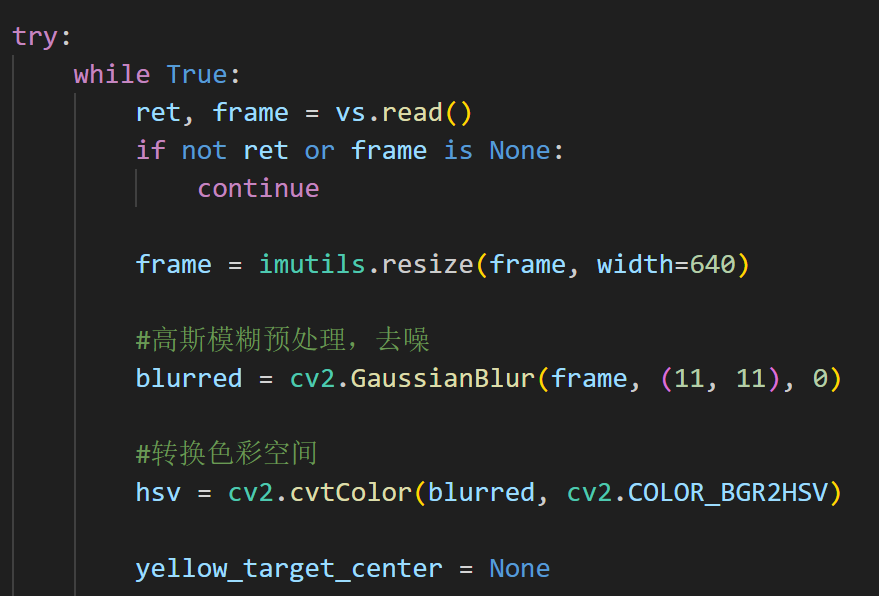 try:
    while True:
        ret, frame = vs.read()
        if not ret or frame is None:
            continue
        frame = imutils.resize(frame, width=640)
        #高斯模糊预处理，去噪
        blurred = cv2.GaussianBlur(frame, (11, 11), 0)
        #转换色彩空间
        hsv = cv2.cvtColor(blurred, cv2.COLOR_BGR2HSV)
        yellow_target_center = None